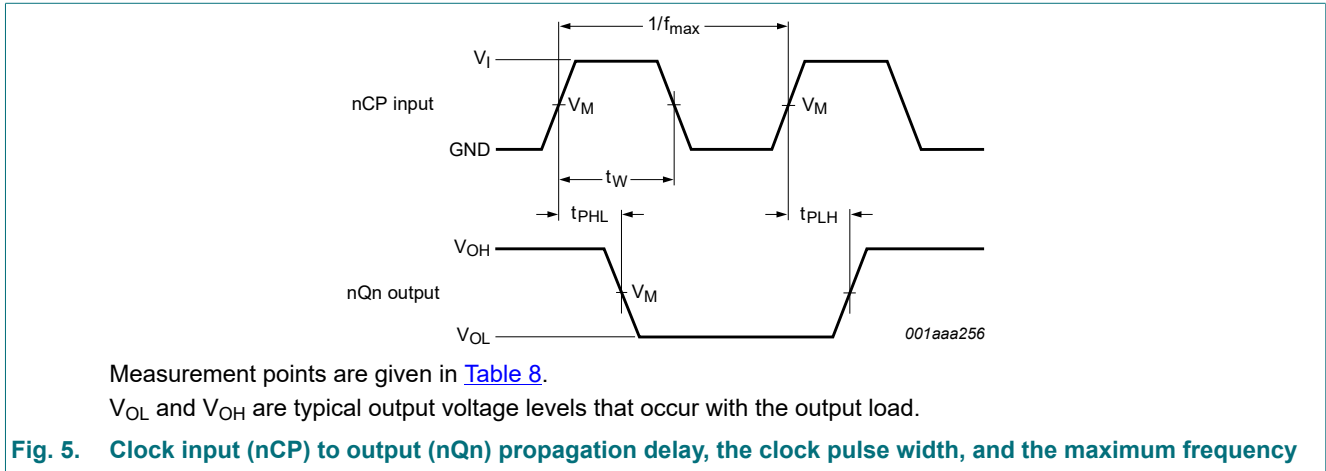 1/fmax
VI
nCP input
VM
VM
GND
tW
tPHL
tPLH
VOH
nQn output
VM
VOL
001aaa256
Measurement points are given in Table 8.
VOL and VOH are typical output voltage levels that occur with the output load.
Fig. 5. Clock input (nCP) to output (nQn) propagation delay, the clock pulse width, and the maximum frequency